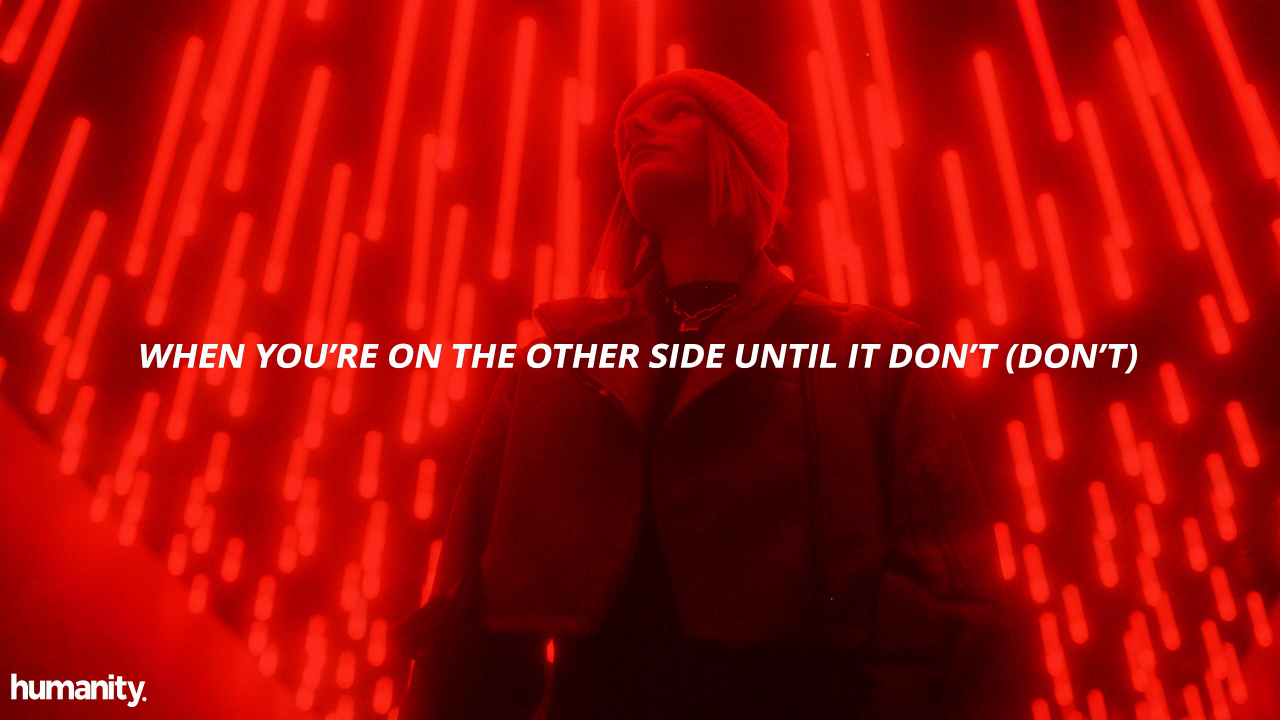 WHEN YOU’RE ON THE OTHER SIDE UNTIL IT DON’T (DON’T)
humanity.